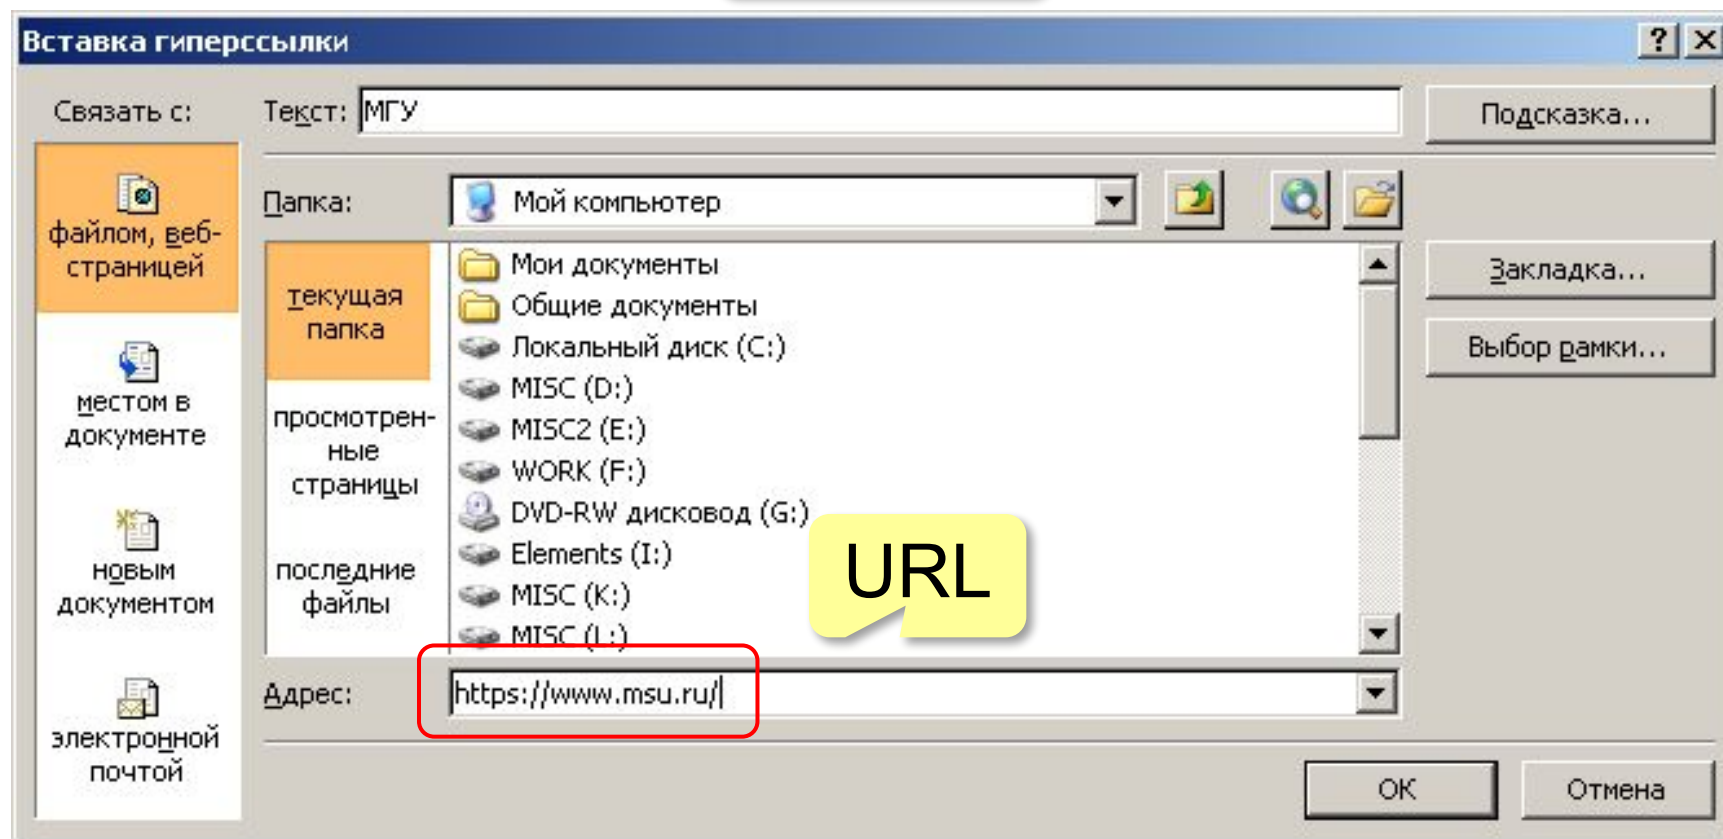 Вставка гиперссылки
Связать с:
Текст: МГУ
Подсказка...
файлом, веб-
страницей
местом в
документе
новым
документом
электронной
почтой
Папка: Мой компьютер
текущая
папка
просмотрен-
ные
страницы
последние
файлы
Мои документы
Общие документы
Локальный диск (C:)
MISC (D:)
MISC2 (E:)
WORK (F:)
DVD-RW дисковод (G:)
Elements (I:)
MISC (K:)
MISC (L:)
URL
Закладка...
Выбор рамки...
Адрес: https://www.msu.ru/
ОК
Отмена